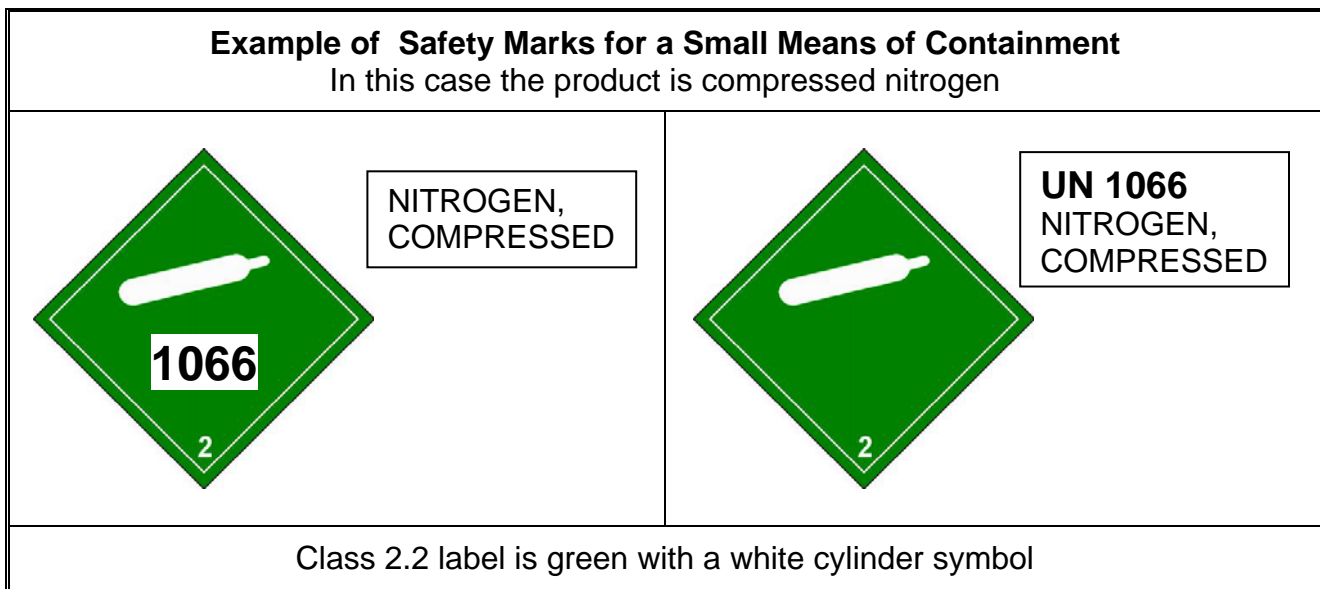 Example of Safety Marks for a Small Means of Containment
In this case the product is compressed nitrogen
NITROGEN,
COMPRESSED
1066
2
UN 1066
NITROGEN,
COMPRESSED
2
Class 2.2 label is green with a white cylinder symbol